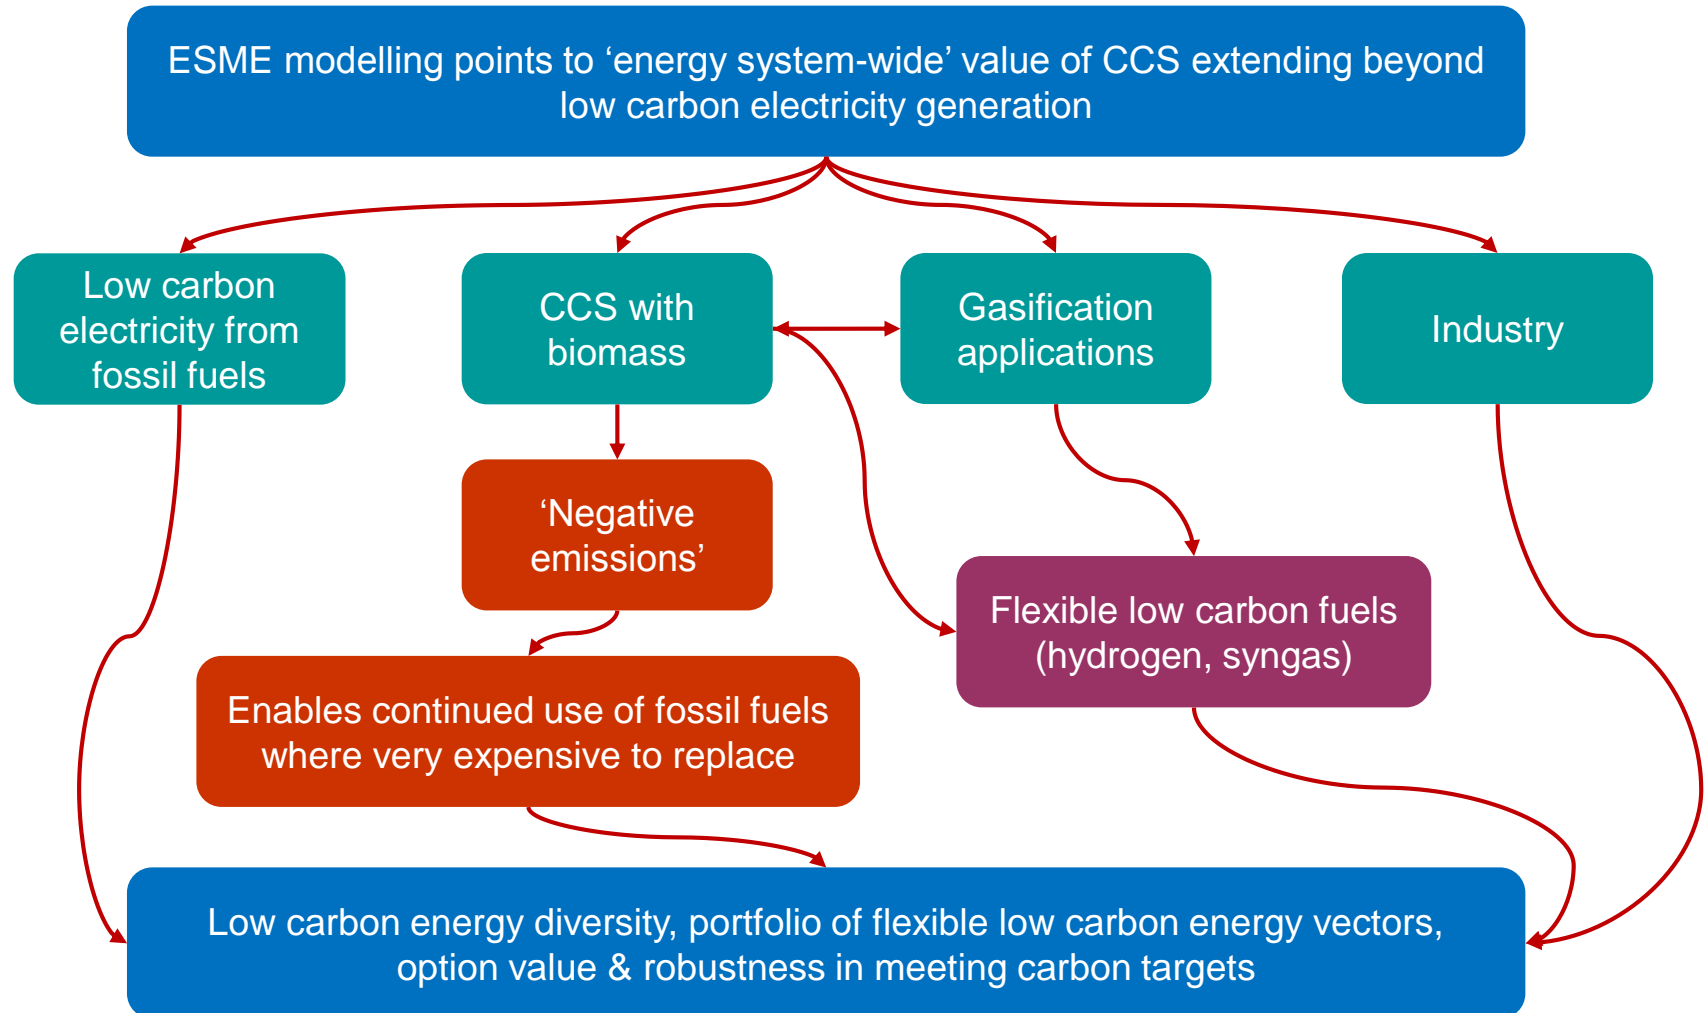 ESME modelling points to ‘energy system-wide’ value of CCS extending beyond
low carbon electricity generation
Low carbon
electricity from
fossil fuels
CCS with
biomass
Gasification
applications
Industry
‘Negative
emissions’
Flexible low carbon fuels
(hydrogen, syngas)
Enables continued use of fossil fuels
where very expensive to replace
Low carbon energy diversity, portfolio of flexible low carbon energy vectors,
option value & robustness in meeting carbon targets